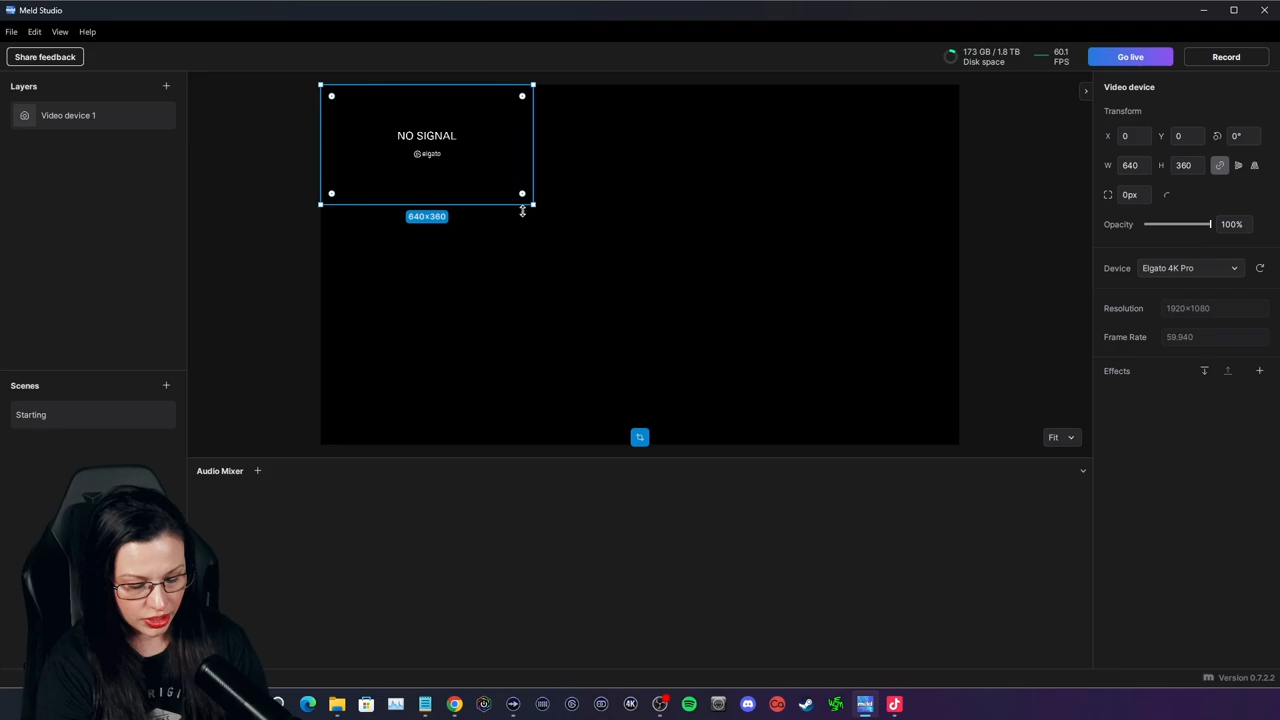 Meld Studio
File Edit View Help
Share feedback
173 GB / 1.8 TB
Disk space
60.1
FPS
Go live
Record
Layers
Video device 1
NO SIGNAL
elgato
640×360
Video device
Transform
X 0 Y 0 0°
W 640 H 360
0px
Opacity 100%
Device Elgato 4K Pro
Resolution 1920×1080
Frame Rate 59.940
Effects
Scenes
Starting
Fit
Audio Mixer
Version 0.7.2.2
4K
meld